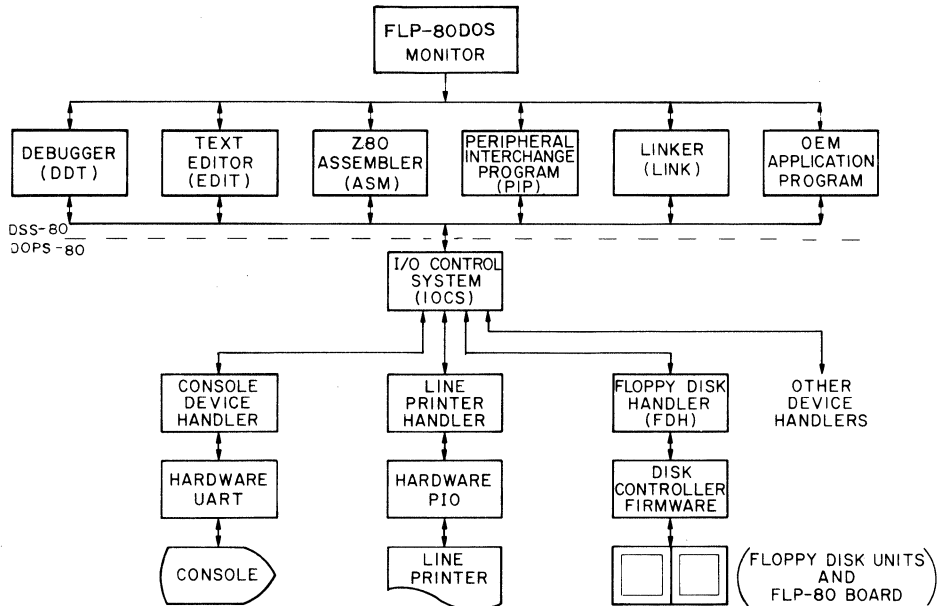 FLP-80DOS
MONITOR
DEBUGGER
(DDT)
TEXT
EDITOR
(EDIT)
Z80
ASSEMBLER
(ASM)
PERIPHERAL
INTERCHANGE
PROGRAM
(PIP)
LINKER
(LINK)
OEM
APPLICATION
PROGRAM
DSS-80
DOPS-80
I/O CONTROL
SYSTEM
(IOCS)
CONSOLE
DEVICE
HANDLER
LINE
PRINTER
HANDLER
FLOPPY DISK
HANDLER
(FDH)
OTHER
DEVICE
HANDLERS
HARDWARE
UART
HARDWARE
PIO
DISK
CONTROLLER
FIRMWARE
CONSOLE
LINE
PRINTER
(FLOPPY DISK UNITS
AND
FLP-80 BOARD)